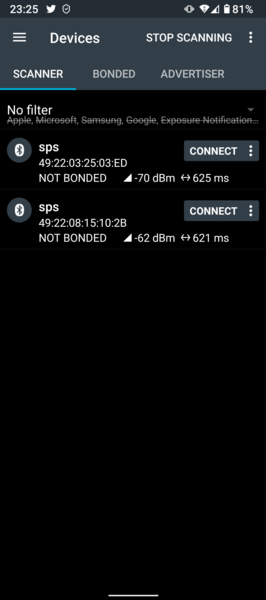 23:25 81%
Devices STOP SCANNING
SCANNER BONDED ADVERTISER
No filter
Apple, Microsoft, Samsung, Google, Exposure Notification...
sps CONNECT
49:22:03:25:03:ED
NOT BONDED -70 dBm 625 ms
sps CONNECT
49:22:08:15:10:2B
NOT BONDED -62 dBm 621 ms